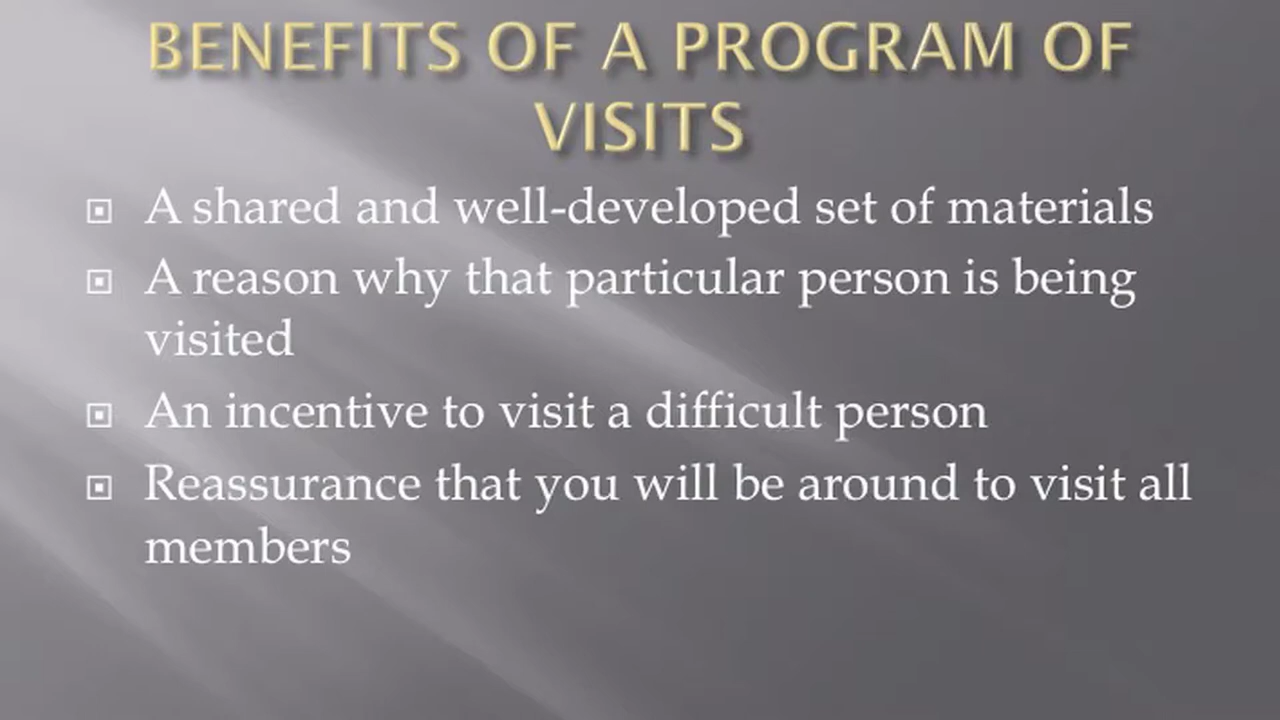 BENEFITS OF A PROGRAM OF
VISITS
A shared and well-developed set of materials
A reason why that particular person is being
visited
An incentive to visit a difficult person
Reassurance that you will be around to visit all
members